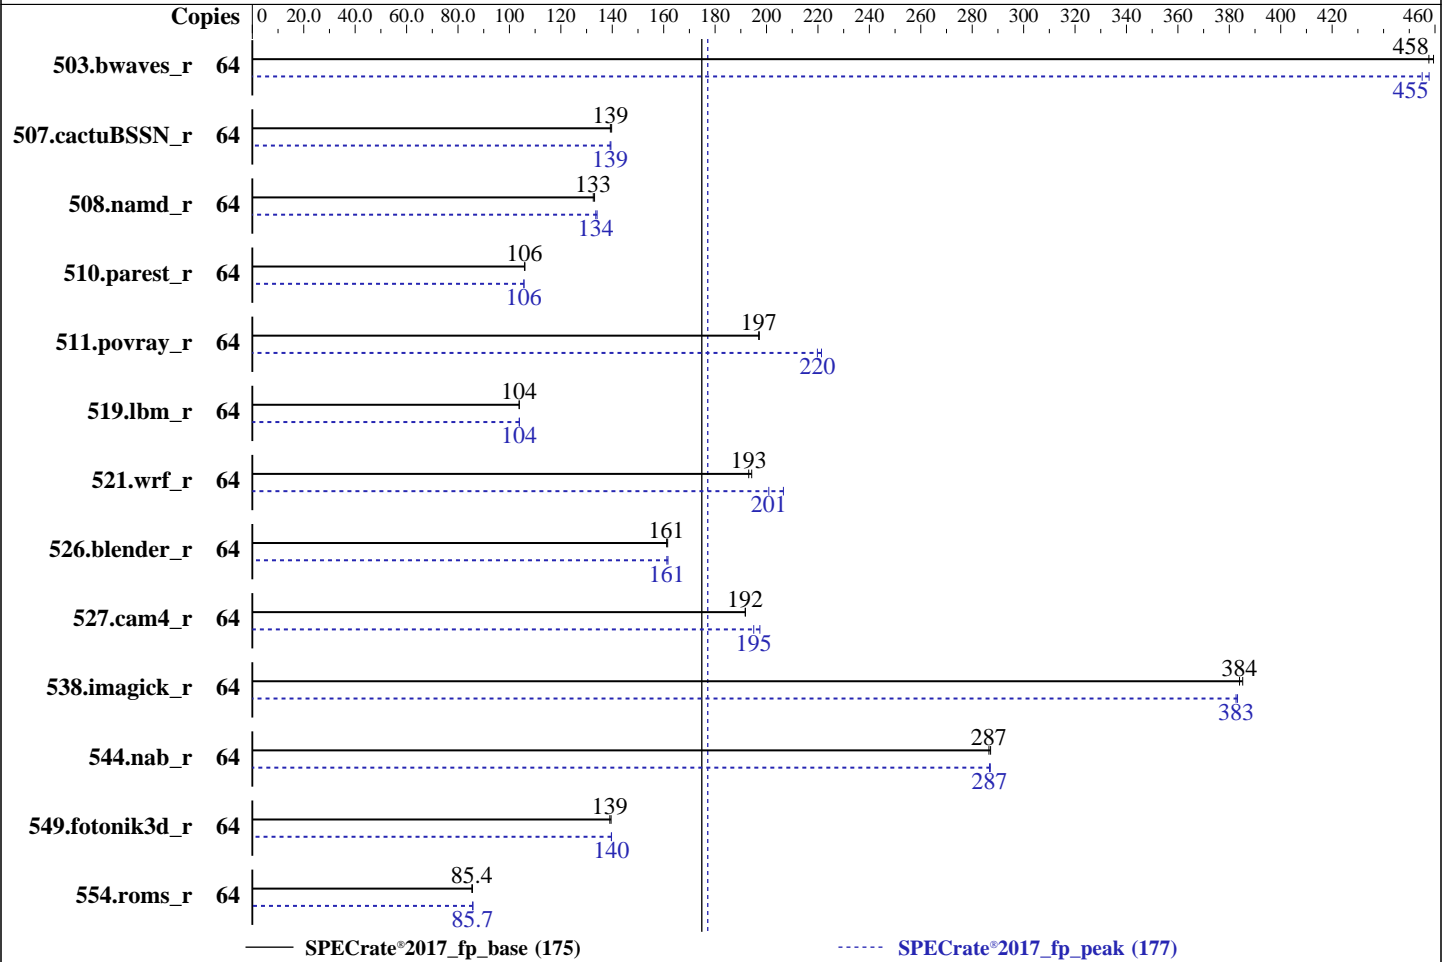 Copies 0 20.0 40.0 60.0 80.0 100 120 140 160 180 200 220 240 260 280 300 320 340 360 380 400 420 460
503.bwaves_r 64 458
455
507.cactuBSSN_r 64 139
139
508.namd_r 64 133
134
510.parest_r 64 106
106
511.povray_r 64 197
220
519.lbm_r 64 104
104
521.wrf_r 64 193
201
526.blender_r 64 161
161
527.cam4_r 64 192
195
538.imagick_r 64 384
383
544.nab_r 64 287
287
549.fotonik3d_r 64 139
140
554.roms_r 64 85.4
85.7
SPECrate®2017_fp_base (175) SPECrate®2017_fp_peak (177)